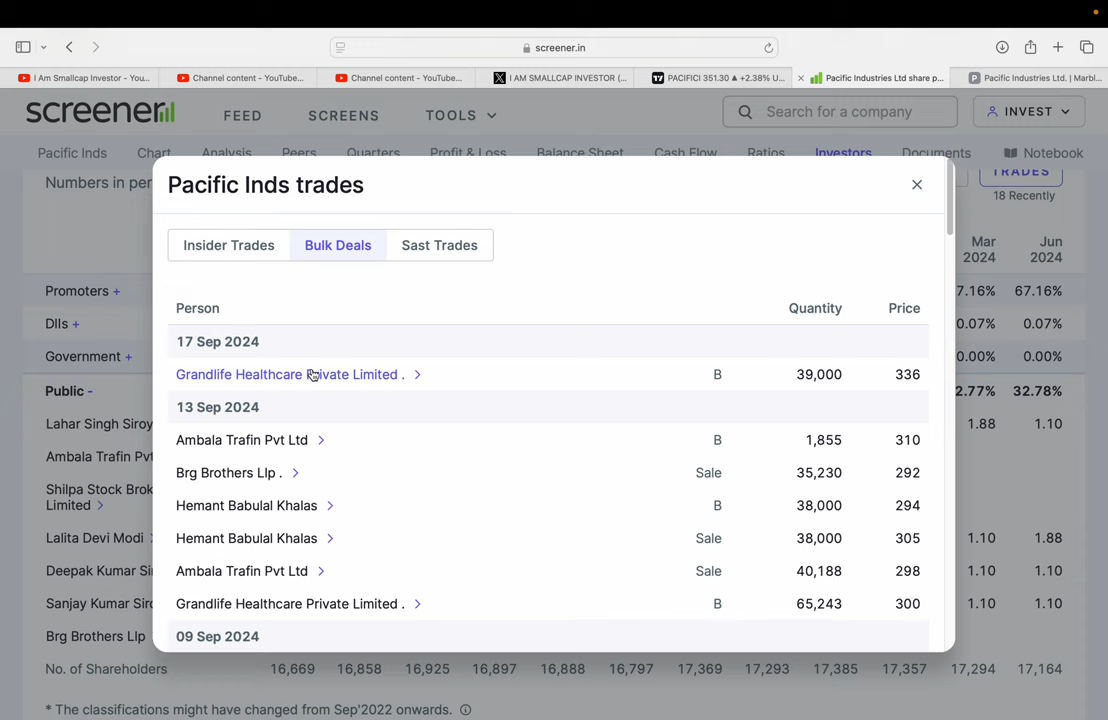 screener.in
I Am Smallcap Investor - You...
Channel content - YouTube...
Channel content - YouTube...
I AM SMALLCAP INVESTOR (...
PACIFICI 351.30 ▲ +2.38% U...
Pacific Industries Ltd share p...
Pacific Industries Ltd. | Marbl...
screener
FEED
SCREENS
TOOLS
Search for a company
INVEST
Pacific Inds
Chart
Analysis
Peers
Quarters
Profit & Loss
Balance Sheet
Cash Flow
Ratios
Investors
Documents
Notebook
Numbers in per
TRADES
18 Recently
Mar 2024
Jun 2024
Pacific Inds trades
Insider Trades
Bulk Deals
Sast Trades
Person Quantity Price
17 Sep 2024
Grandlife Healthcare Private Limited . B 39,000 336
13 Sep 2024
Ambala Trafin Pvt Ltd B 1,855 310
Brg Brothers Llp . Sale 35,230 292
Hemant Babulal Khalas B 38,000 294
Hemant Babulal Khalas Sale 38,000 305
Ambala Trafin Pvt Ltd Sale 40,188 298
Grandlife Healthcare Private Limited . B 65,243 300
09 Sep 2024
Promoters + 7.16% 67.16%
DIIs + 0.07% 0.07%
Government + 0.00% 0.00%
Public - 2.77% 32.78%
Lahar Singh Siroy 1.88 1.10
Ambala Trafin Pvt
Shilpa Stock Brok
Limited
Lalita Devi Modi 1.10 1.88
Deepak Kumar Si 1.10 1.10
Sanjay Kumar Siro 1.10 1.10
Brg Brothers Llp
No. of Shareholders 16,669 16,858 16,925 16,897 16,888 16,797 17,369 17,293 17,385 17,357 17,294 17,164
* The classifications might have changed from Sep'2022 onwards.